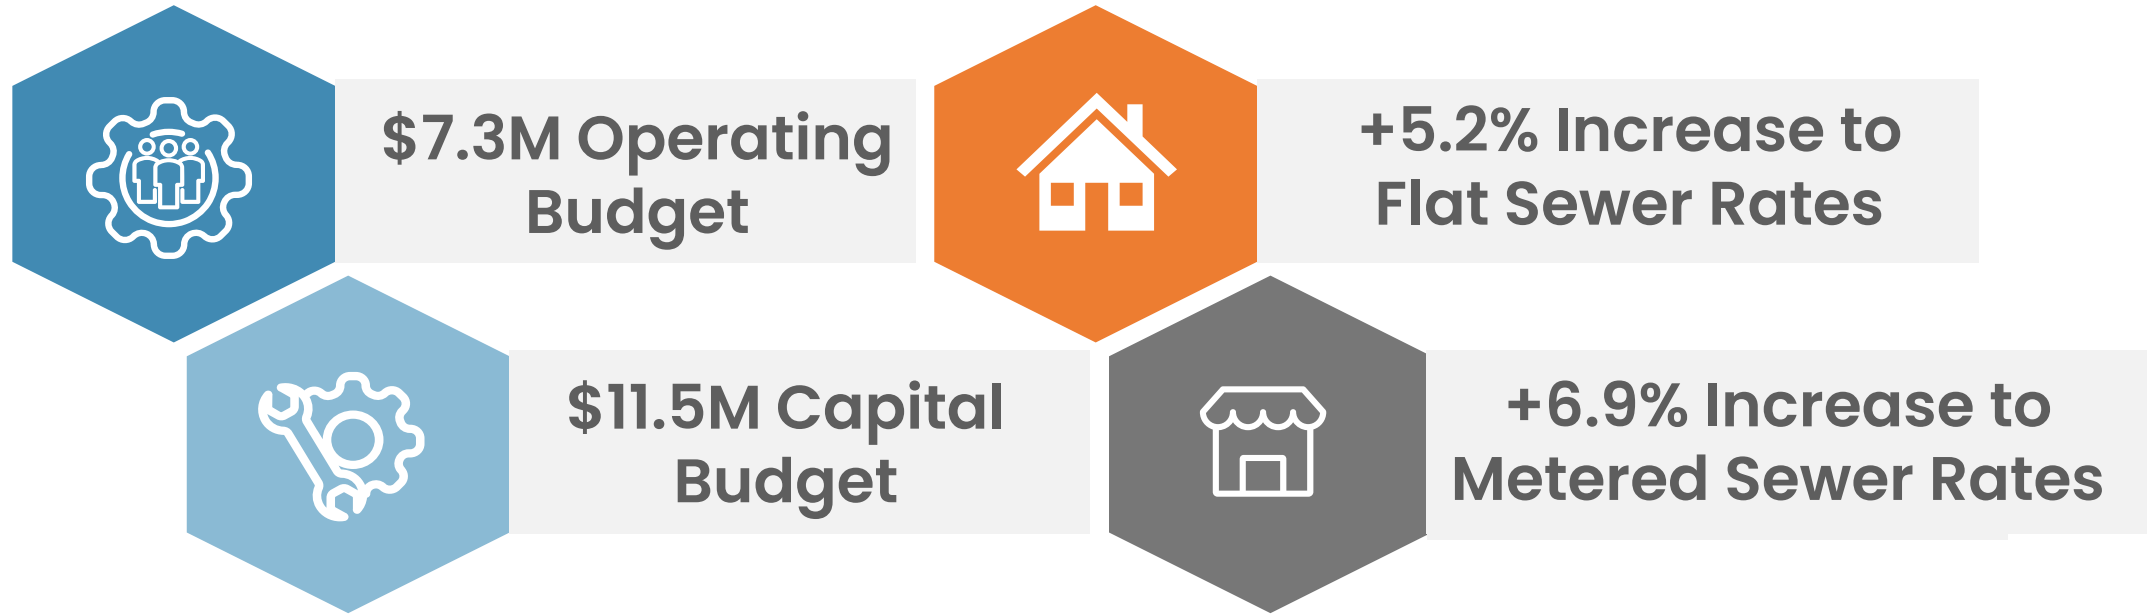 $7.3M Operating
Budget
+5.2% Increase to
Flat Sewer Rates
$11.5M Capital
Budget
+6.9% Increase to
Metered Sewer Rates